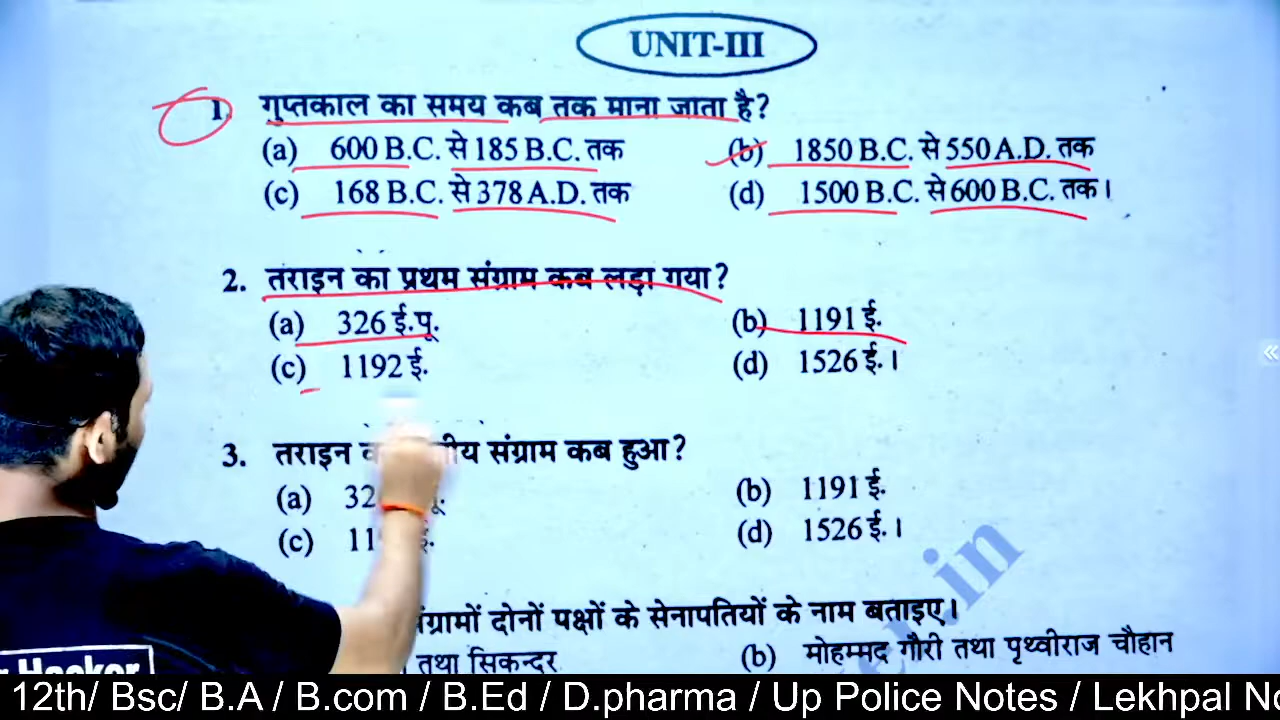 UNIT-III
1. गुप्तकाल का समय कब तक माना जाता है?
(a) 600 B.C. से 185 B.C. तक (b) 1850 B.C. से 550 A.D. तक
(c) 168 B.C. से 378 A.D. तक (d) 1500 B.C. से 600 B.C. तक।
2. तराइन का प्रथम संग्राम कब लड़ा गया?
(a) 326 ई.पू. (b) 1191 ई.
(c) 1192 ई. (d) 1526 ई.।
3. तराइन संग्राम कब हुआ?
(a) (b) 1191 ई.
(c) (d) 1526 ई.।
दोनों पक्षों के सेनापतियों के नाम बताइए।
तथा सिकन्दर (b) मोहम्मद गौरी तथा पृथ्वीराज चौहान
12th/ Bsc/ B.A / B.com / B.Ed / D.pharma / Up Police Notes / Lekhpal